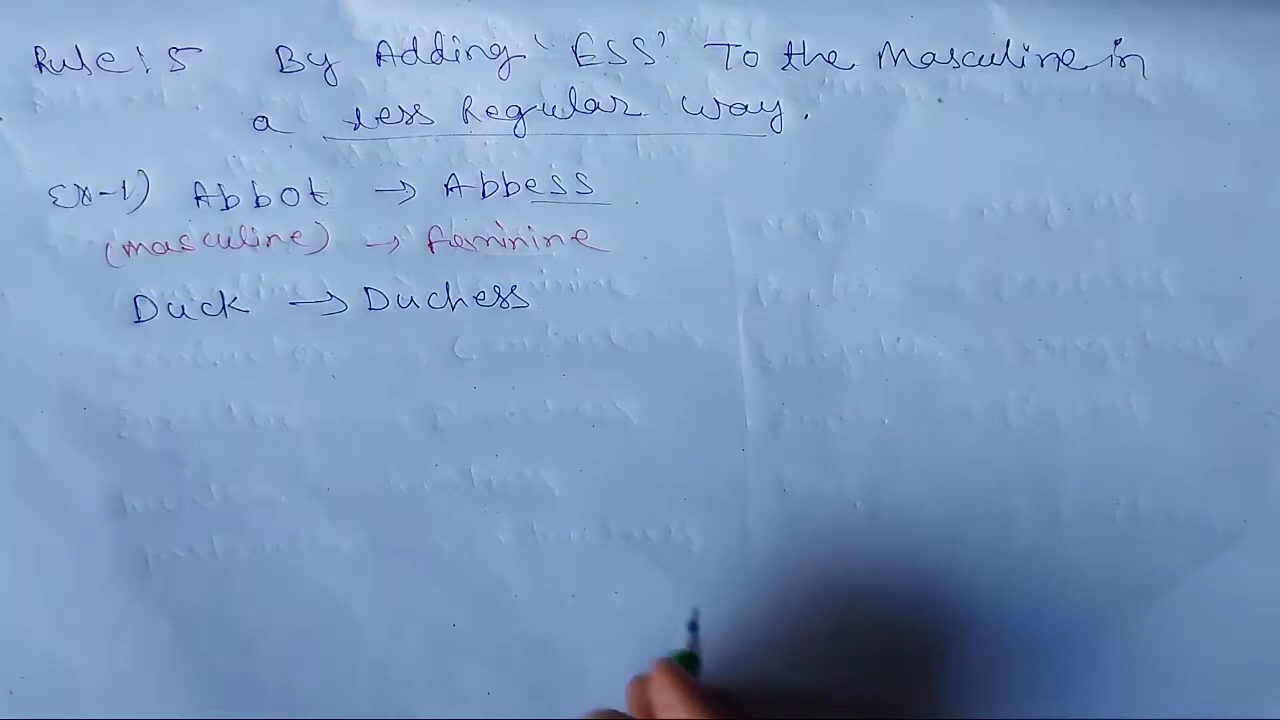 Rule: 5 By Adding 'ESS' To the Masculine in
a less Regular way.
Ex-1) Abbot → Abbess
(masculine) → feminine
Duck → Duchess